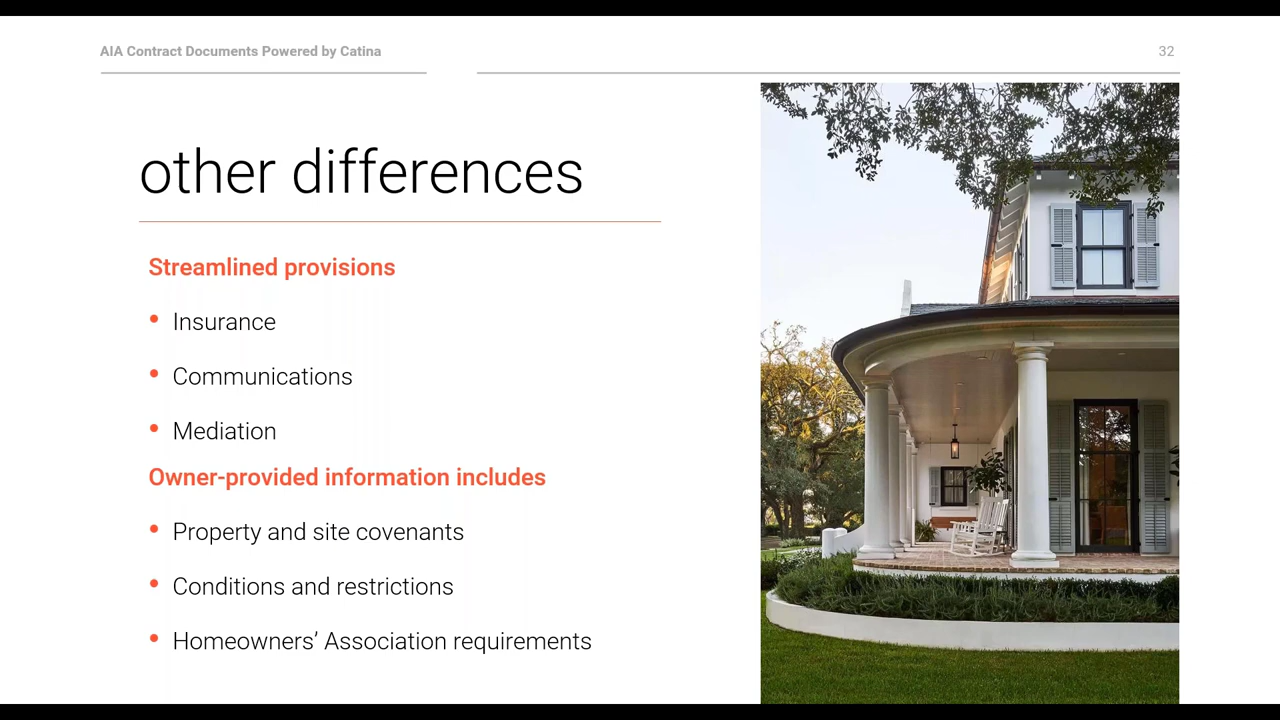 AIA Contract Documents Powered by Catina
32
other differences
Streamlined provisions
Insurance
Communications
Mediation
Owner-provided information includes
Property and site covenants
Conditions and restrictions
Homeowners’ Association requirements